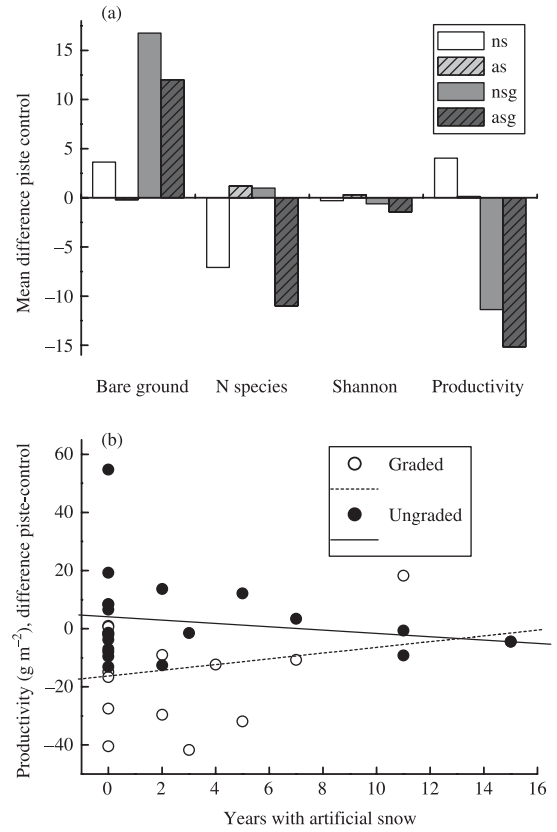 (a)
15
10
5
0
−5
−10
−15
Mean difference piste control
ns
as
nsg
asg
Bare ground N species Shannon Productivity
(b)
60
40
20
0
−20
−40
Productivity (g m⁻²), difference piste-control
Graded
Ungraded
0 2 4 6 8 10 12 14 16
Years with artificial snow